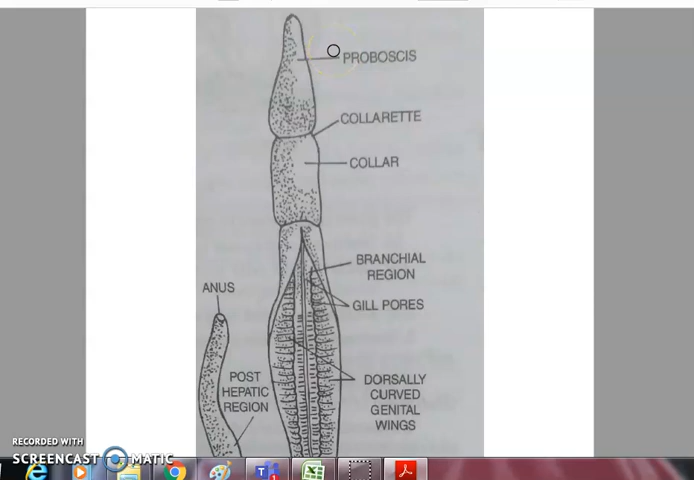 PROBOSCIS
COLLARETTE
COLLAR
BRANCHIAL
REGION
ANUS
GILL PORES
POST
HEPATIC
REGION
DORSALLY
CURVED
GENITAL
WINGS
RECORDED WITH
SCREENCAST MATIC